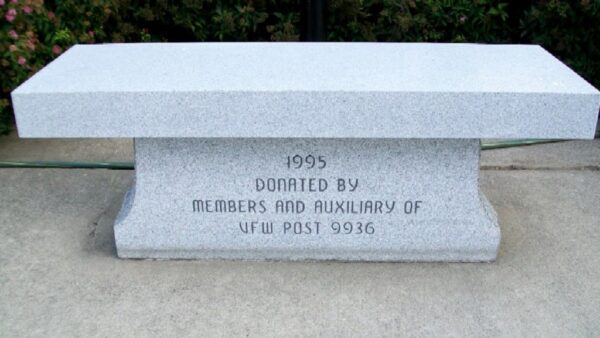 1995
DONATED BY
MEMBERS AND AUXILIARY OF
VFW POST 9936